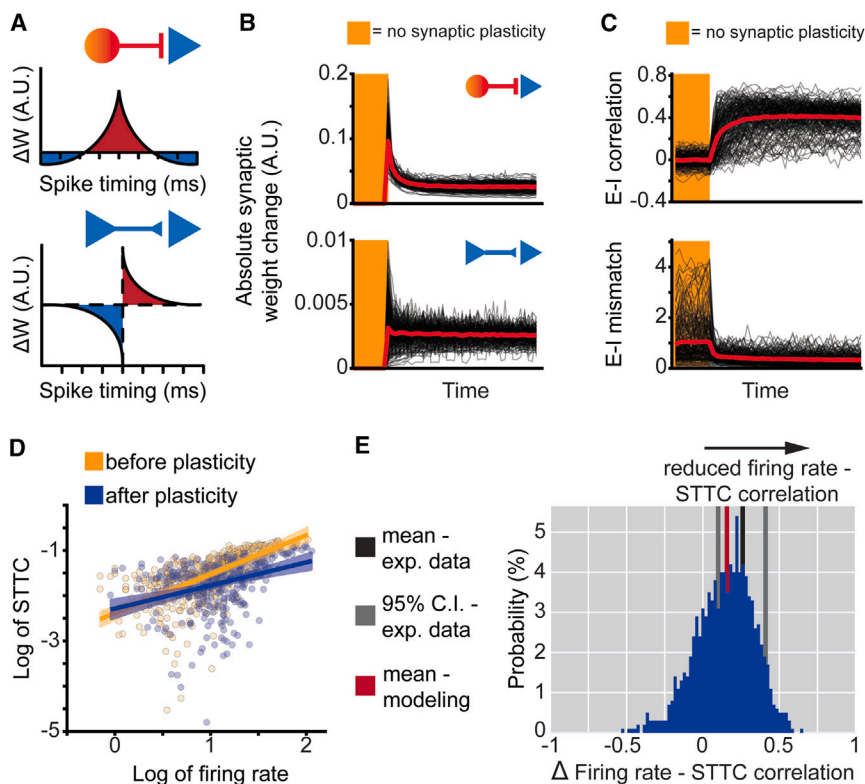 A
ΔW (A.U.)
Spike timing (ms)
ΔW (A.U.)
Spike timing (ms)
B
= no synaptic plasticity
Absolute synaptic
weight change (A.U.)
0.2
0.1
0
0.01
0.005
0
Time
C
= no synaptic plasticity
E-I correlation
0.8
0.4
0
-0.4
E-I mismatch
4
2
1
0
Time
D
before plasticity
after plasticity
Log of STTC
-1
-3
-5
0
1
2
Log of firing rate
mean -
exp. data
95% C.I. -
exp. data
mean -
modeling
E
reduced firing rate -
STTC correlation
Probability (%)
5
4
3
2
1
0
-1
-0.5
0
0.5
1
Δ Firing rate - STTC correlation